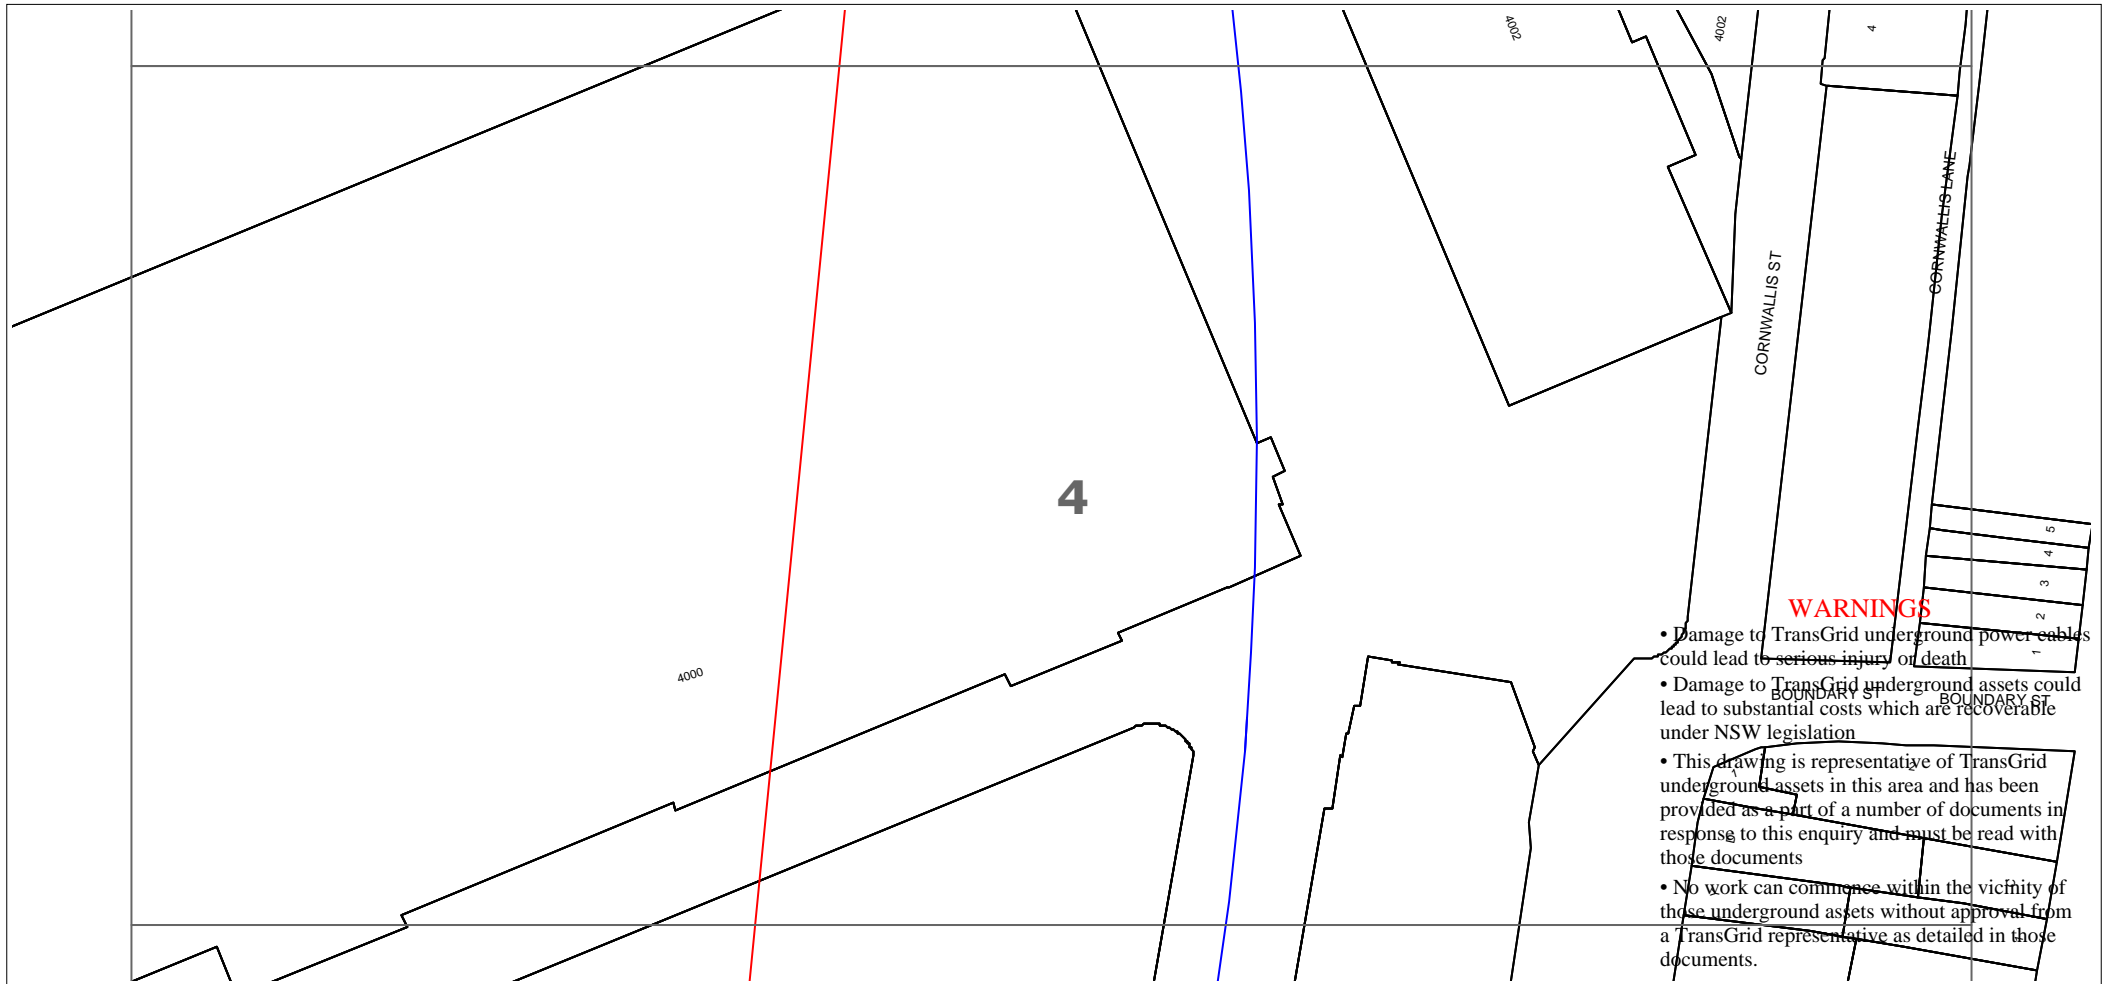 4002
4002
4
CORNWALLIS LANE
CORNWALLIS ST
4
5
4
3
2
1
4000
WARNINGS
• Damage to TransGrid underground power cables
could lead to serious injury or death
• Damage to TransGrid underground assets could
lead to substantial costs which are recoverable
under NSW legislation
• This drawing is representative of TransGrid
underground assets in this area and has been
provided as a part of a number of documents in
response to this enquiry and must be read with
those documents
• No work can commence within the vicinity of
those underground assets without approval from
a TransGrid representative as detailed in those
documents.
BOUNDARY ST
BOUNDARY ST
2